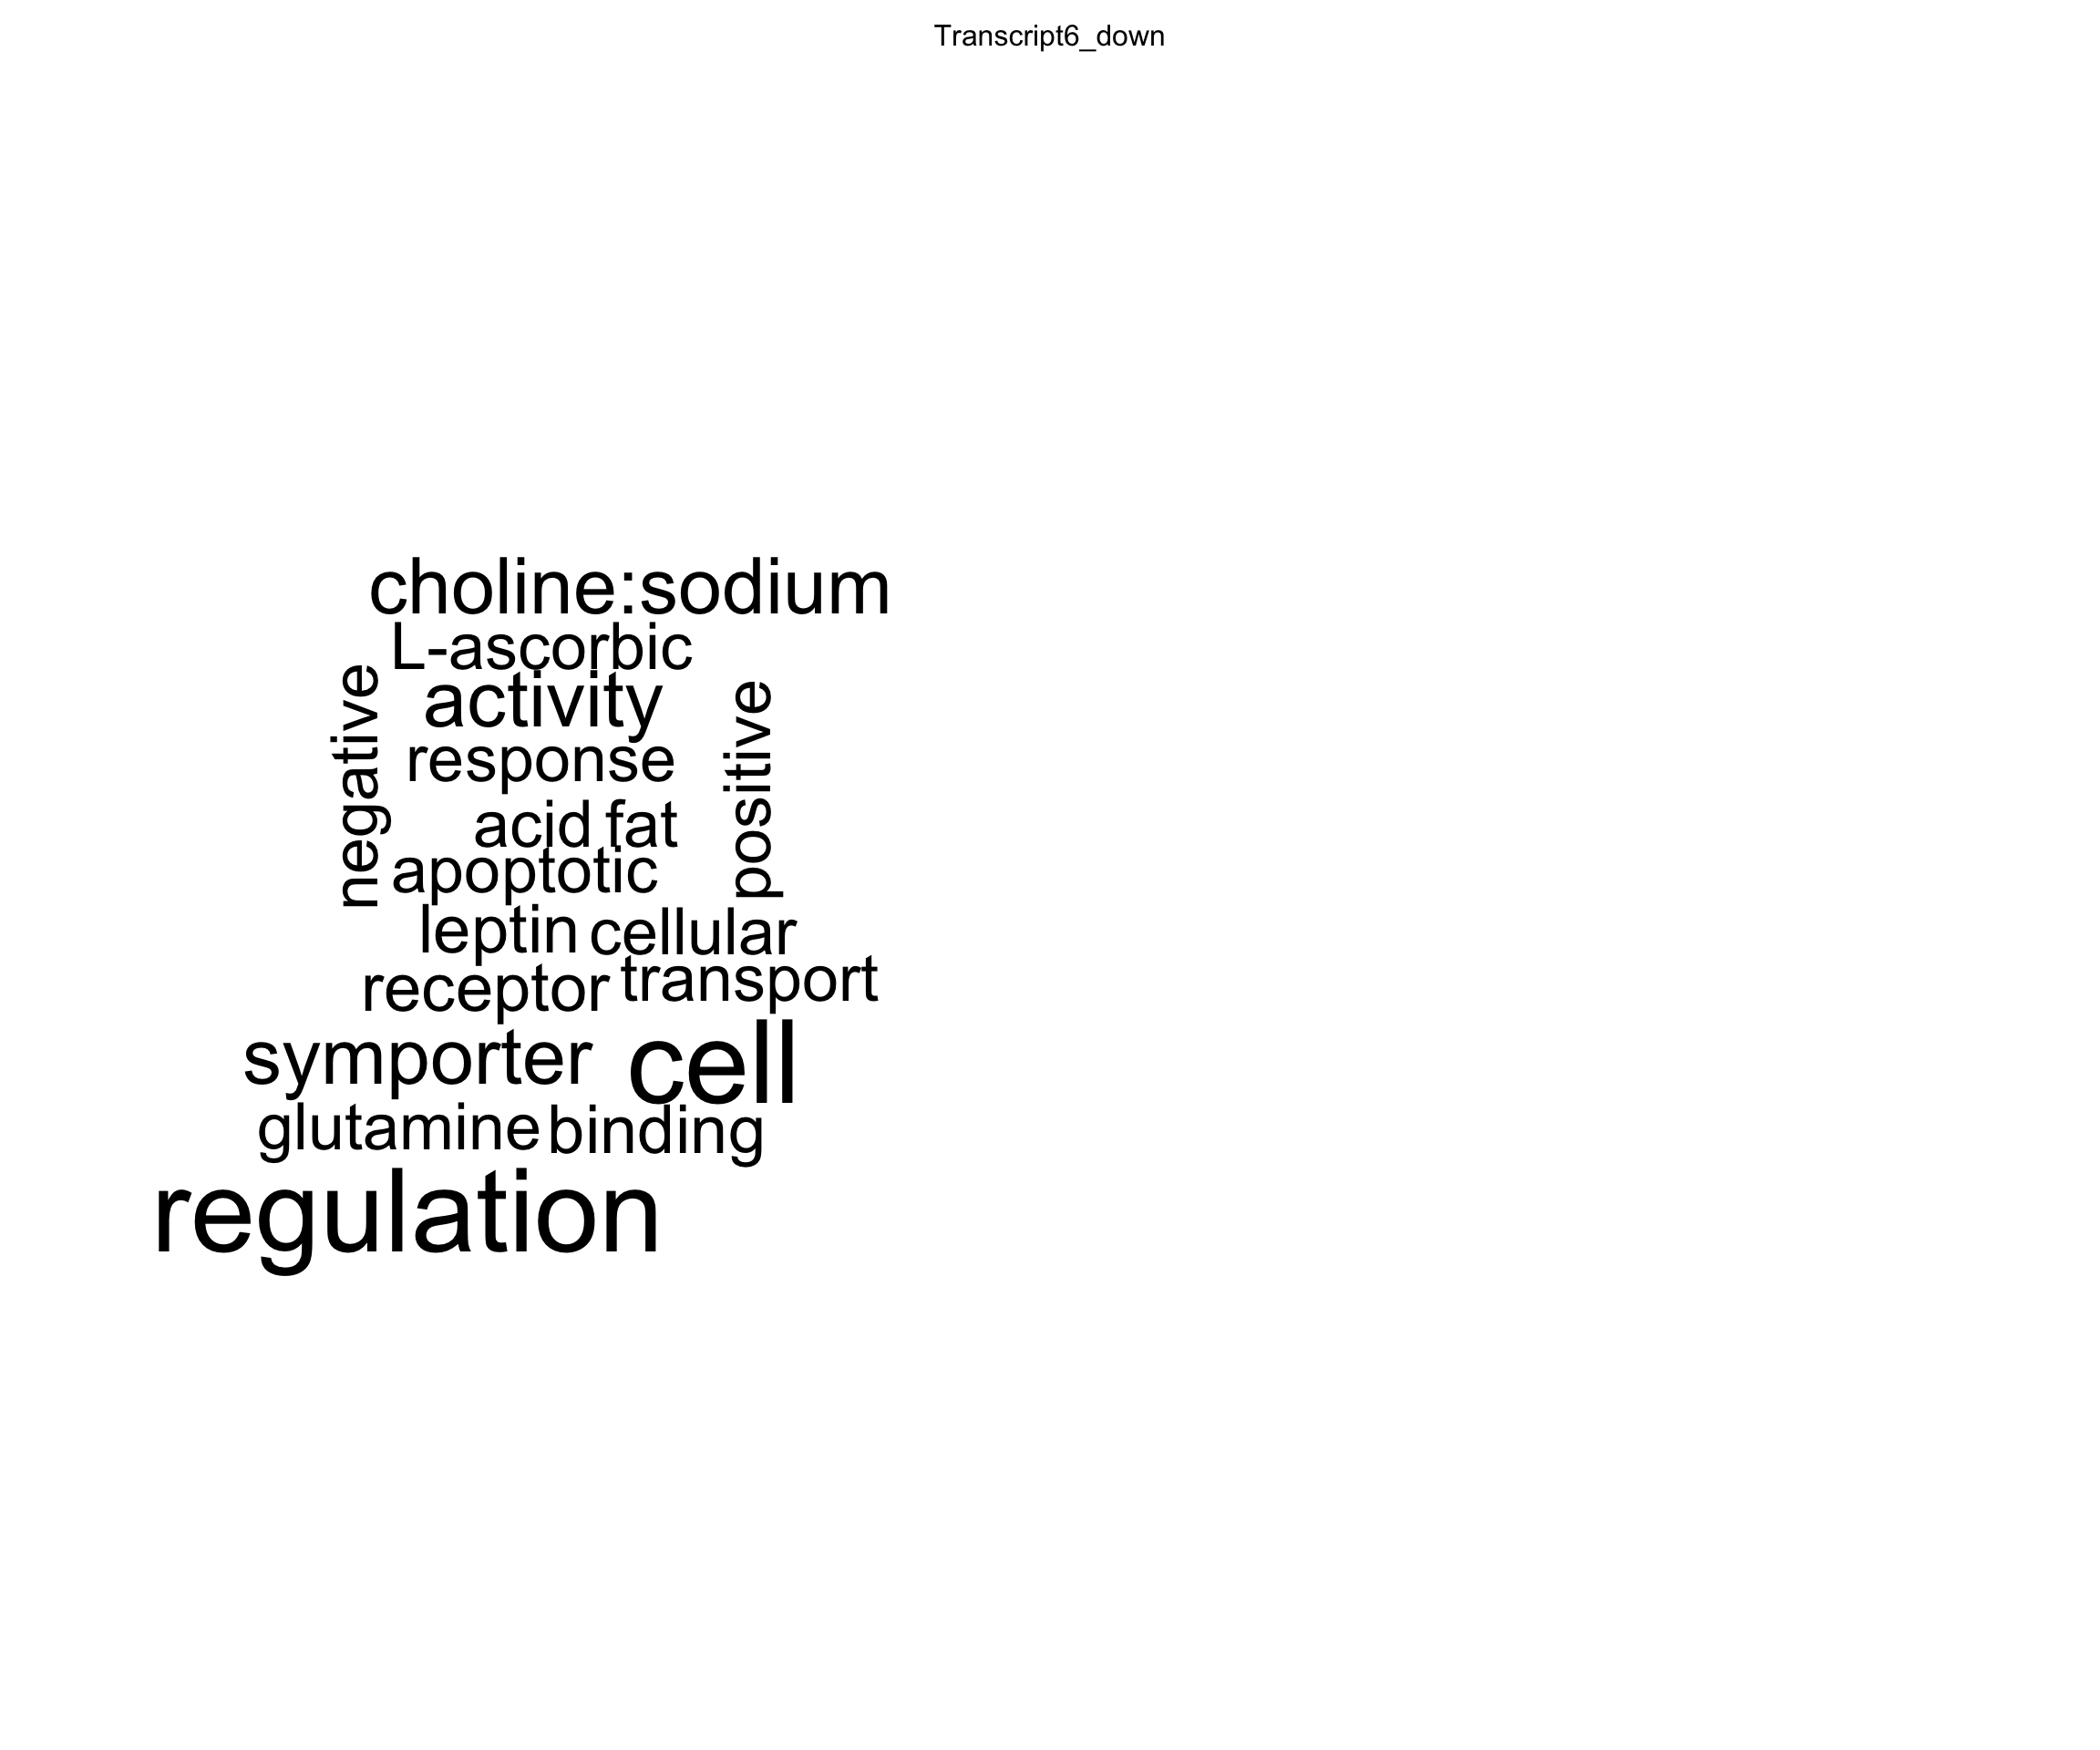 Transcript6_down
choline:sodium
L-ascorbic
negative
activity
positive
response
acid fat
apoptotic
leptin cellular
receptor transport
symporter cell
glutamine binding
regulation